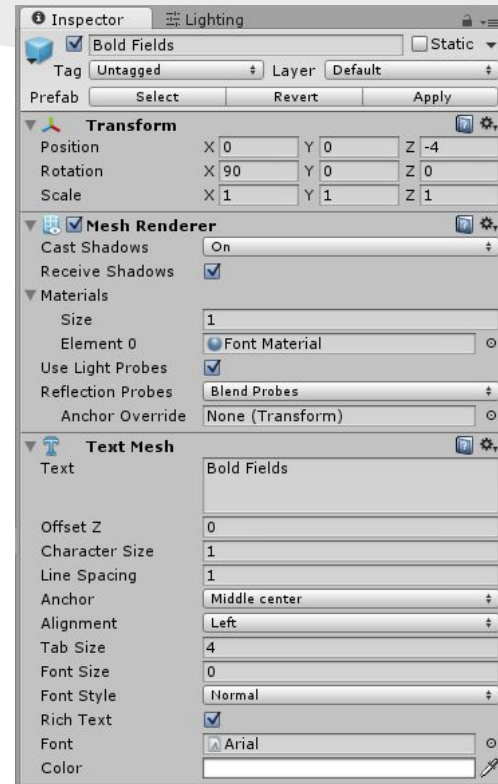 Inspector Lighting
Bold Fields Static
Tag Untagged Layer Default
Prefab Select Revert Apply
Transform
Position X 0 Y 0 Z -4
Rotation X 90 Y 0 Z 0
Scale X 1 Y 1 Z 1
Mesh Renderer
Cast Shadows On
Receive Shadows
Materials
Size 1
Element 0 Font Material
Use Light Probes
Reflection Probes Blend Probes
Anchor Override None (Transform)
Text Mesh
Text Bold Fields
Offset Z 0
Character Size 1
Line Spacing 1
Anchor Middle center
Alignment Left
Tab Size 4
Font Size 0
Font Style Normal
Rich Text
Font Arial
Color